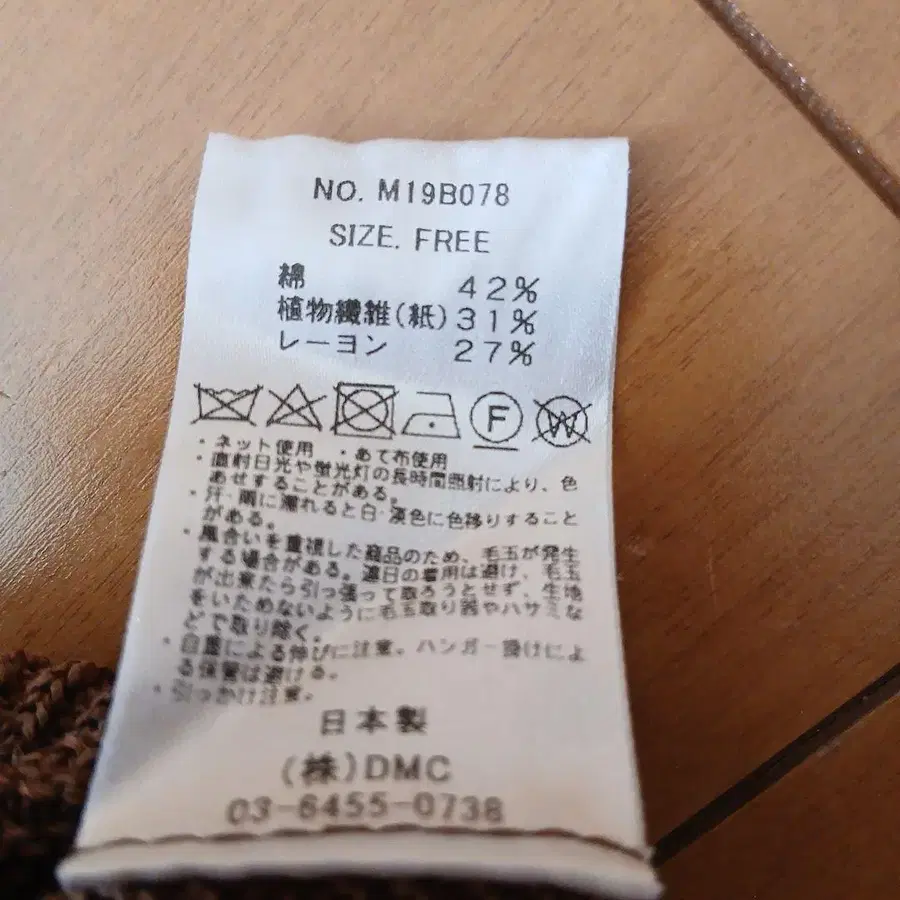 NO. M19B078
SIZE. FREE
綿 42%
植物繊維(紙) 31%
レーヨン 27%
F W
・ネット使用 ・あて布使用
・直射日光や蛍光灯の長時間照射により、色
あせすることがある。
・汗・雨に濡れると白・淡色に色移りすること
がある。
・風合いを重視した商品のため、毛玉が発生
する場合がある。連日の着用は避け、毛玉
が出来たら引っ張って取ろうとせず、生地
をいためないように毛玉取り器やハサミな
どで取り除く。
・自重による伸びに注意。ハンガー掛けによ
る保管は避ける。
・引っかけ注意。
日本製
(株)DMC
03-6455-0738